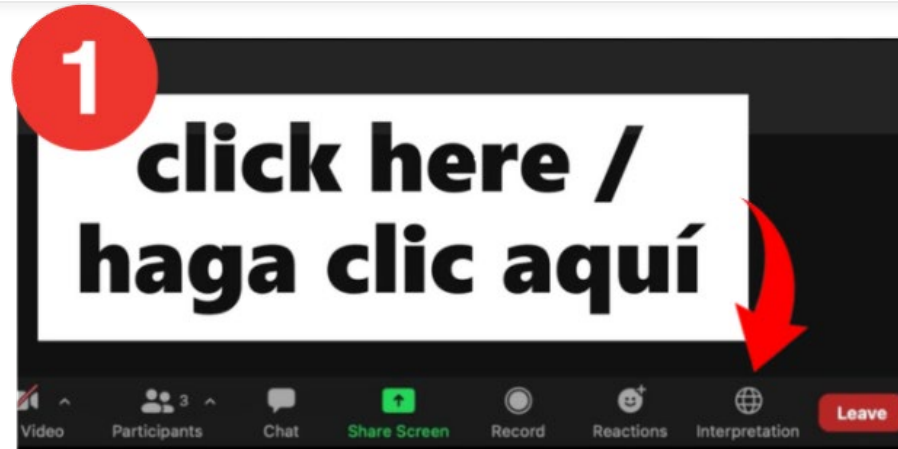 1
click here /
haga clic aquí
3
Video Participants Chat Share Screen Record Reactions Interpretation Leave